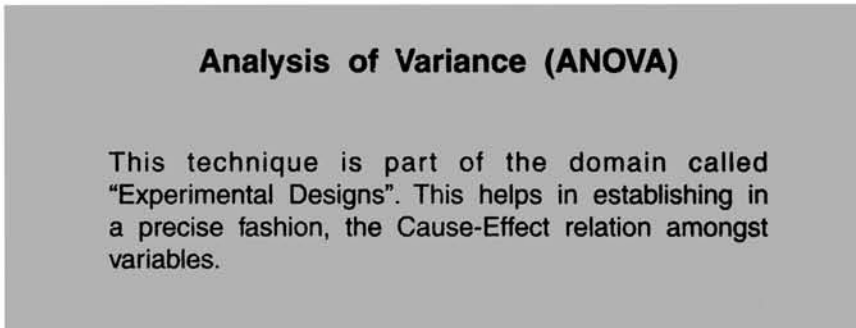 Analysis of Variance (ANOVA)
This technique is part of the domain called
“Experimental Designs”. This helps in establishing in
a precise fashion, the Cause-Effect relation amongst
variables.